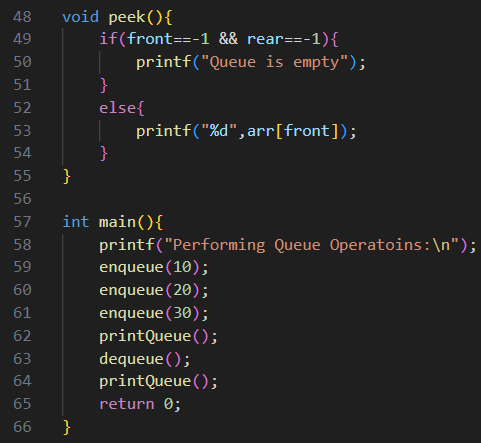 48 void peek(){
49     if(front==-1 && rear==-1){
50         printf("Queue is empty");
51     }
52     else{
53         printf("%d",arr[front]);
54     }
55 }
56
57 int main(){
58     printf("Performing Queue Operatoins:\n");
59     enqueue(10);
60     enqueue(20);
61     enqueue(30);
62     printQueue();
63     dequeue();
64     printQueue();
65     return 0;
66 }